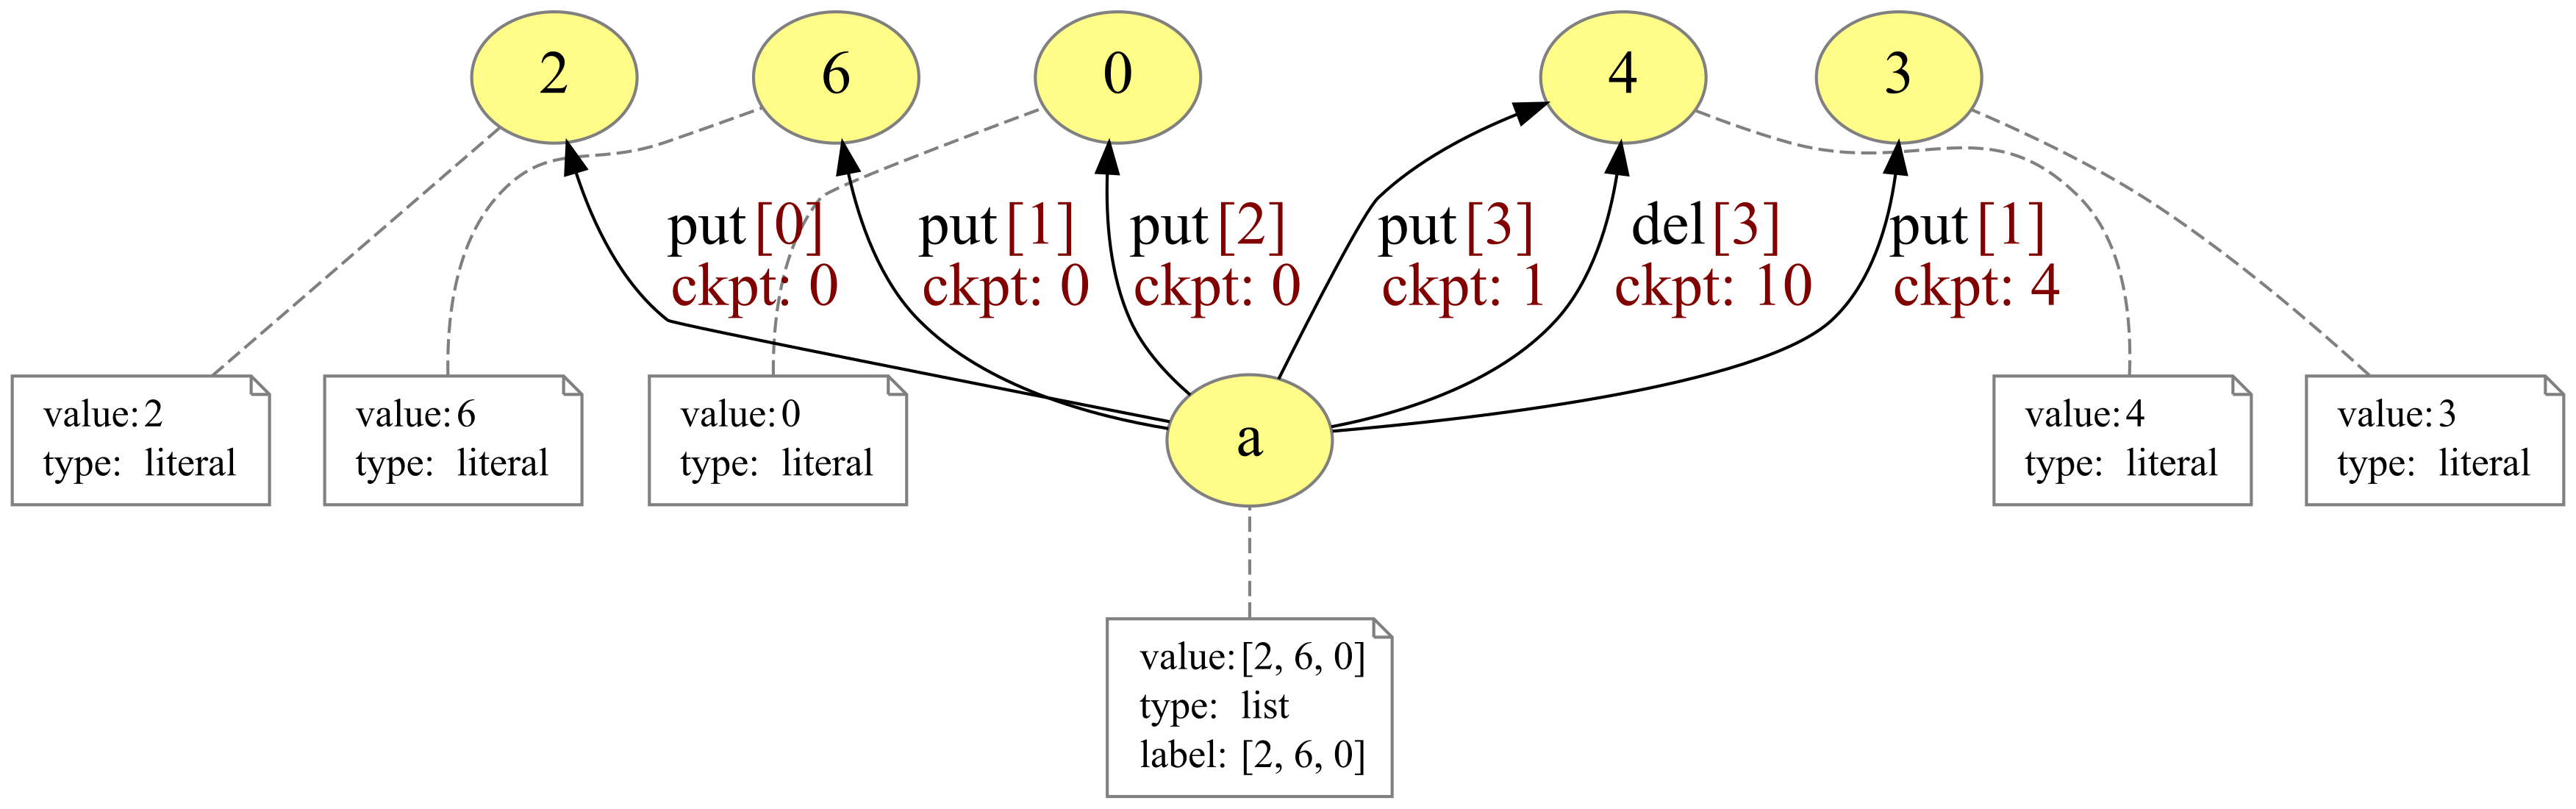 2
6
0
4
3
put [0]
ckpt: 0
put [1]
ckpt: 0
put [2]
ckpt: 0
put [3]
ckpt: 1
del [3]
ckpt: 10
put [1]
ckpt: 4
value: 2
type: literal
value: 6
type: literal
value: 0
type: literal
a
value: 4
type: literal
value: 3
type: literal
value: [2, 6, 0]
type: list
label: [2, 6, 0]